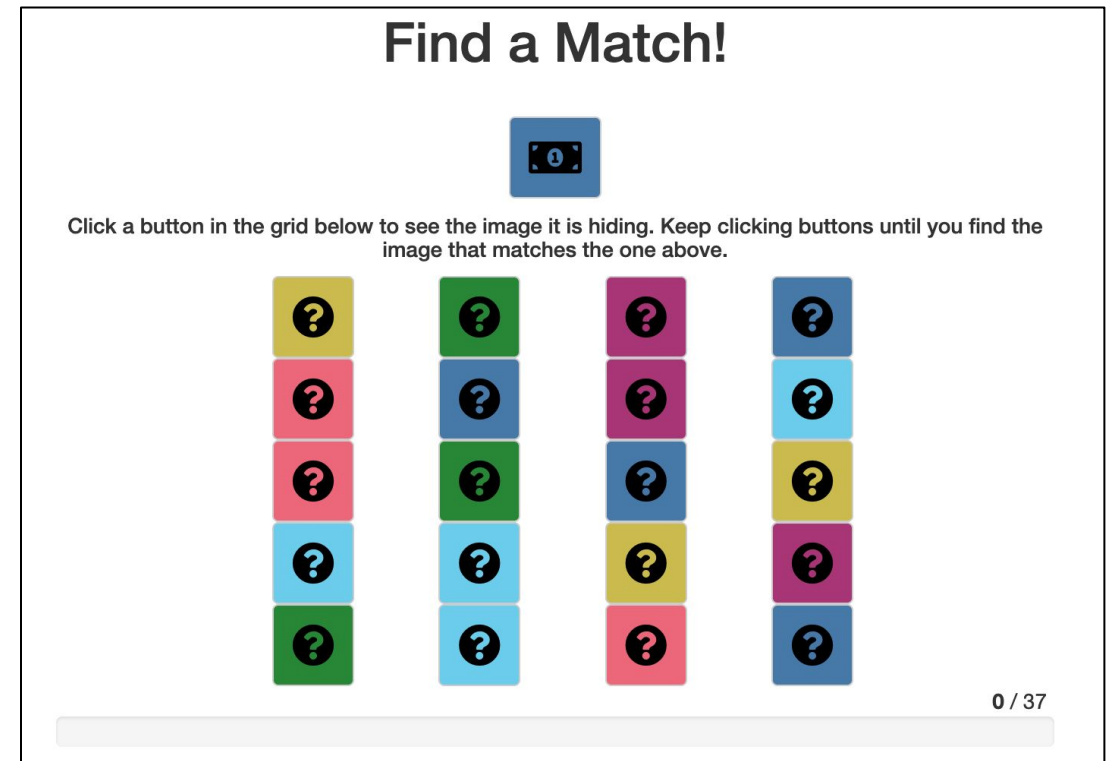 Find a Match!
1
Click a button in the grid below to see the image it is hiding. Keep clicking buttons until you find the
image that matches the one above.
? ? ? ?
? ? ? ?
? ? ? ?
? ? ? ?
? ? ? ?
0 / 37